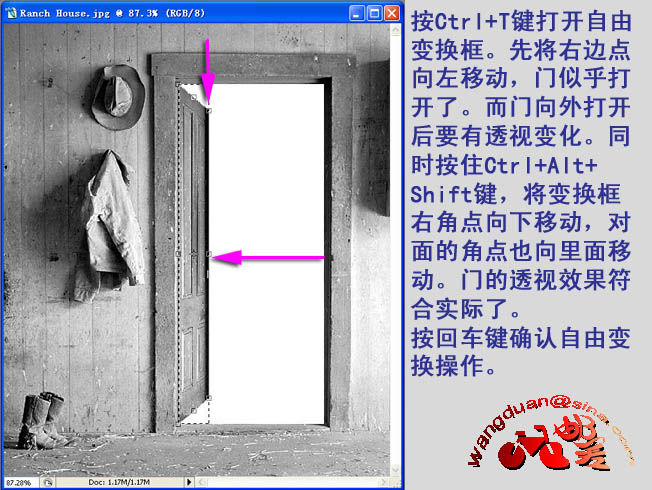 Ranch House.jpg @ 87.3% (RGB/8)
按Ctrl+T键打开自由
变换框。先将右边点
向左移动，门似乎打
开了。而门向外打开
后要有透视变化。同
时按住Ctrl+Alt+
Shift键，将变换框
右角点向下移动，对
面的角点也向里面移
动。门的透视效果符
合实际了。
按回车键确认自由变
换操作。
wangduan@sina.com
87.28%
Doc: 1.17M/1.17M